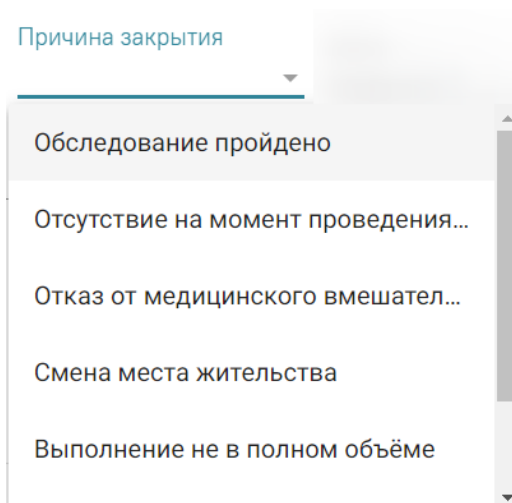 Причина закрытия
Обследование пройдено
Отсутствие на момент проведения...
Отказ от медицинского вмешател...
Смена места жительства
Выполнение не в полном объёме